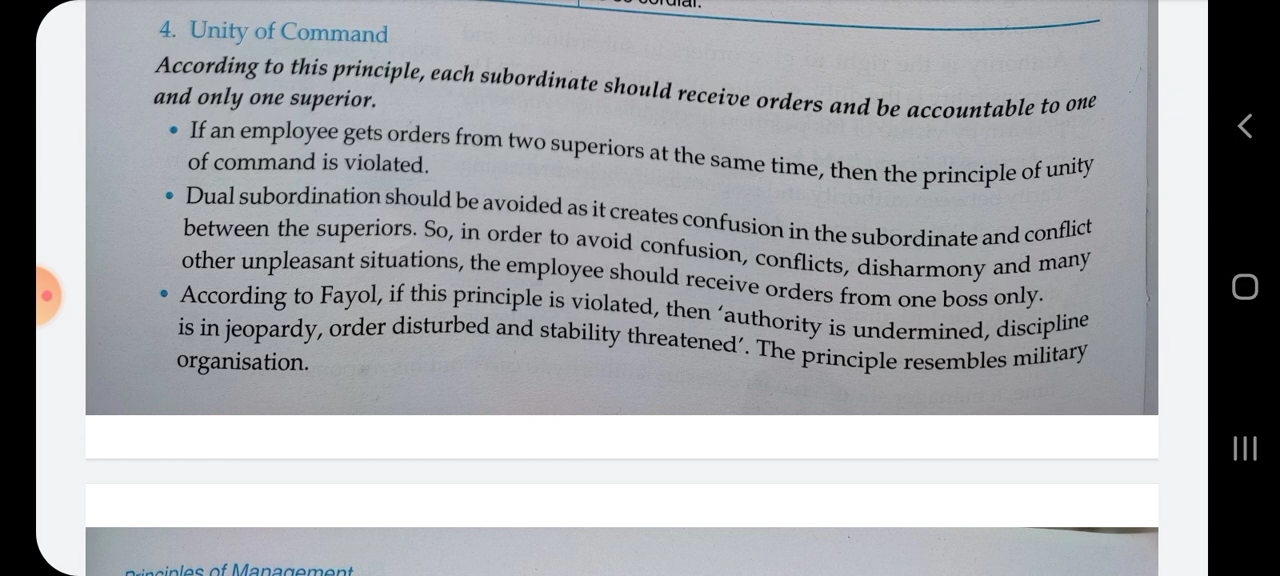 4. Unity of Command
According to this principle, each subordinate should receive orders and be accountable to one
and only one superior.
• If an employee gets orders from two superiors at the same time, then the principle of unity
of command is violated.
• Dual subordination should be avoided as it creates confusion in the subordinate and conflict
between the superiors. So, in order to avoid confusion, conflicts, disharmony and many
other unpleasant situations, the employee should receive orders from one boss only.
• According to Fayol, if this principle is violated, then ‘authority is undermined, discipline
is in jeopardy, order disturbed and stability threatened’. The principle resembles military
organisation.
Principles of Management